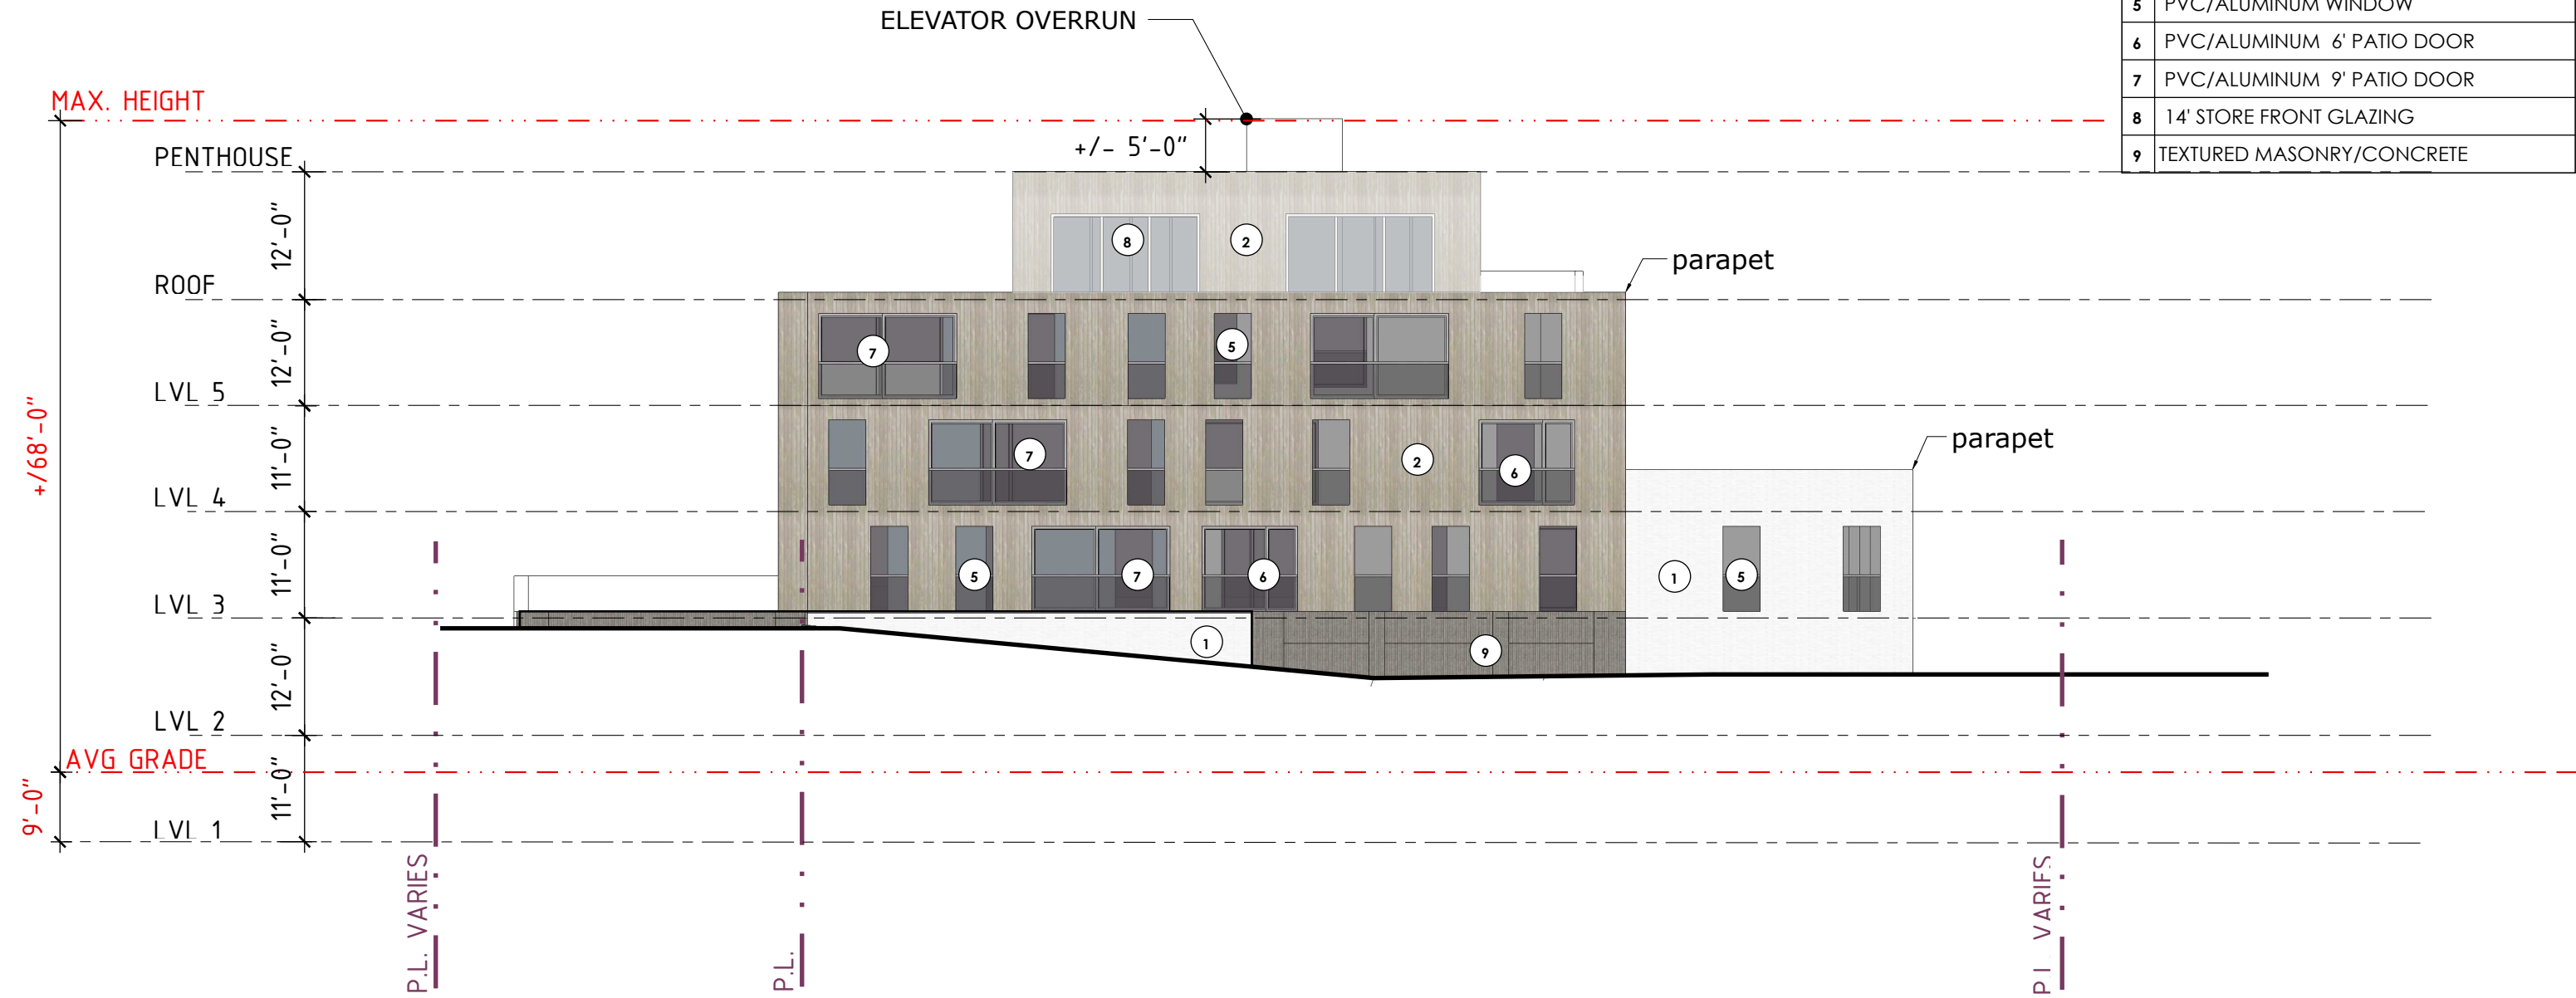 ELEVATOR OVERRUN
5 PVC/ALUMINUM WINDOW
6 PVC/ALUMINUM 6' PATIO DOOR
7 PVC/ALUMINUM 9' PATIO DOOR
8 14' STORE FRONT GLAZING
9 TEXTURED MASONRY/CONCRETE
MAX. HEIGHT
+/- 5'-0"
PENTHOUSE
12'-0"
8
2
parapet
ROOF
12'-0"
7
5
LVL 5
+/68'-0"
11'-0"
7
2
6
parapet
LVL 4
11'-0"
5
7
6
1
5
LVL 3
12'-0"
1
9
LVL 2
AVG GRADE
11'-0"
9'-0"
LVL 1
P.L. VARIES
P.L.
P.L. VARIES